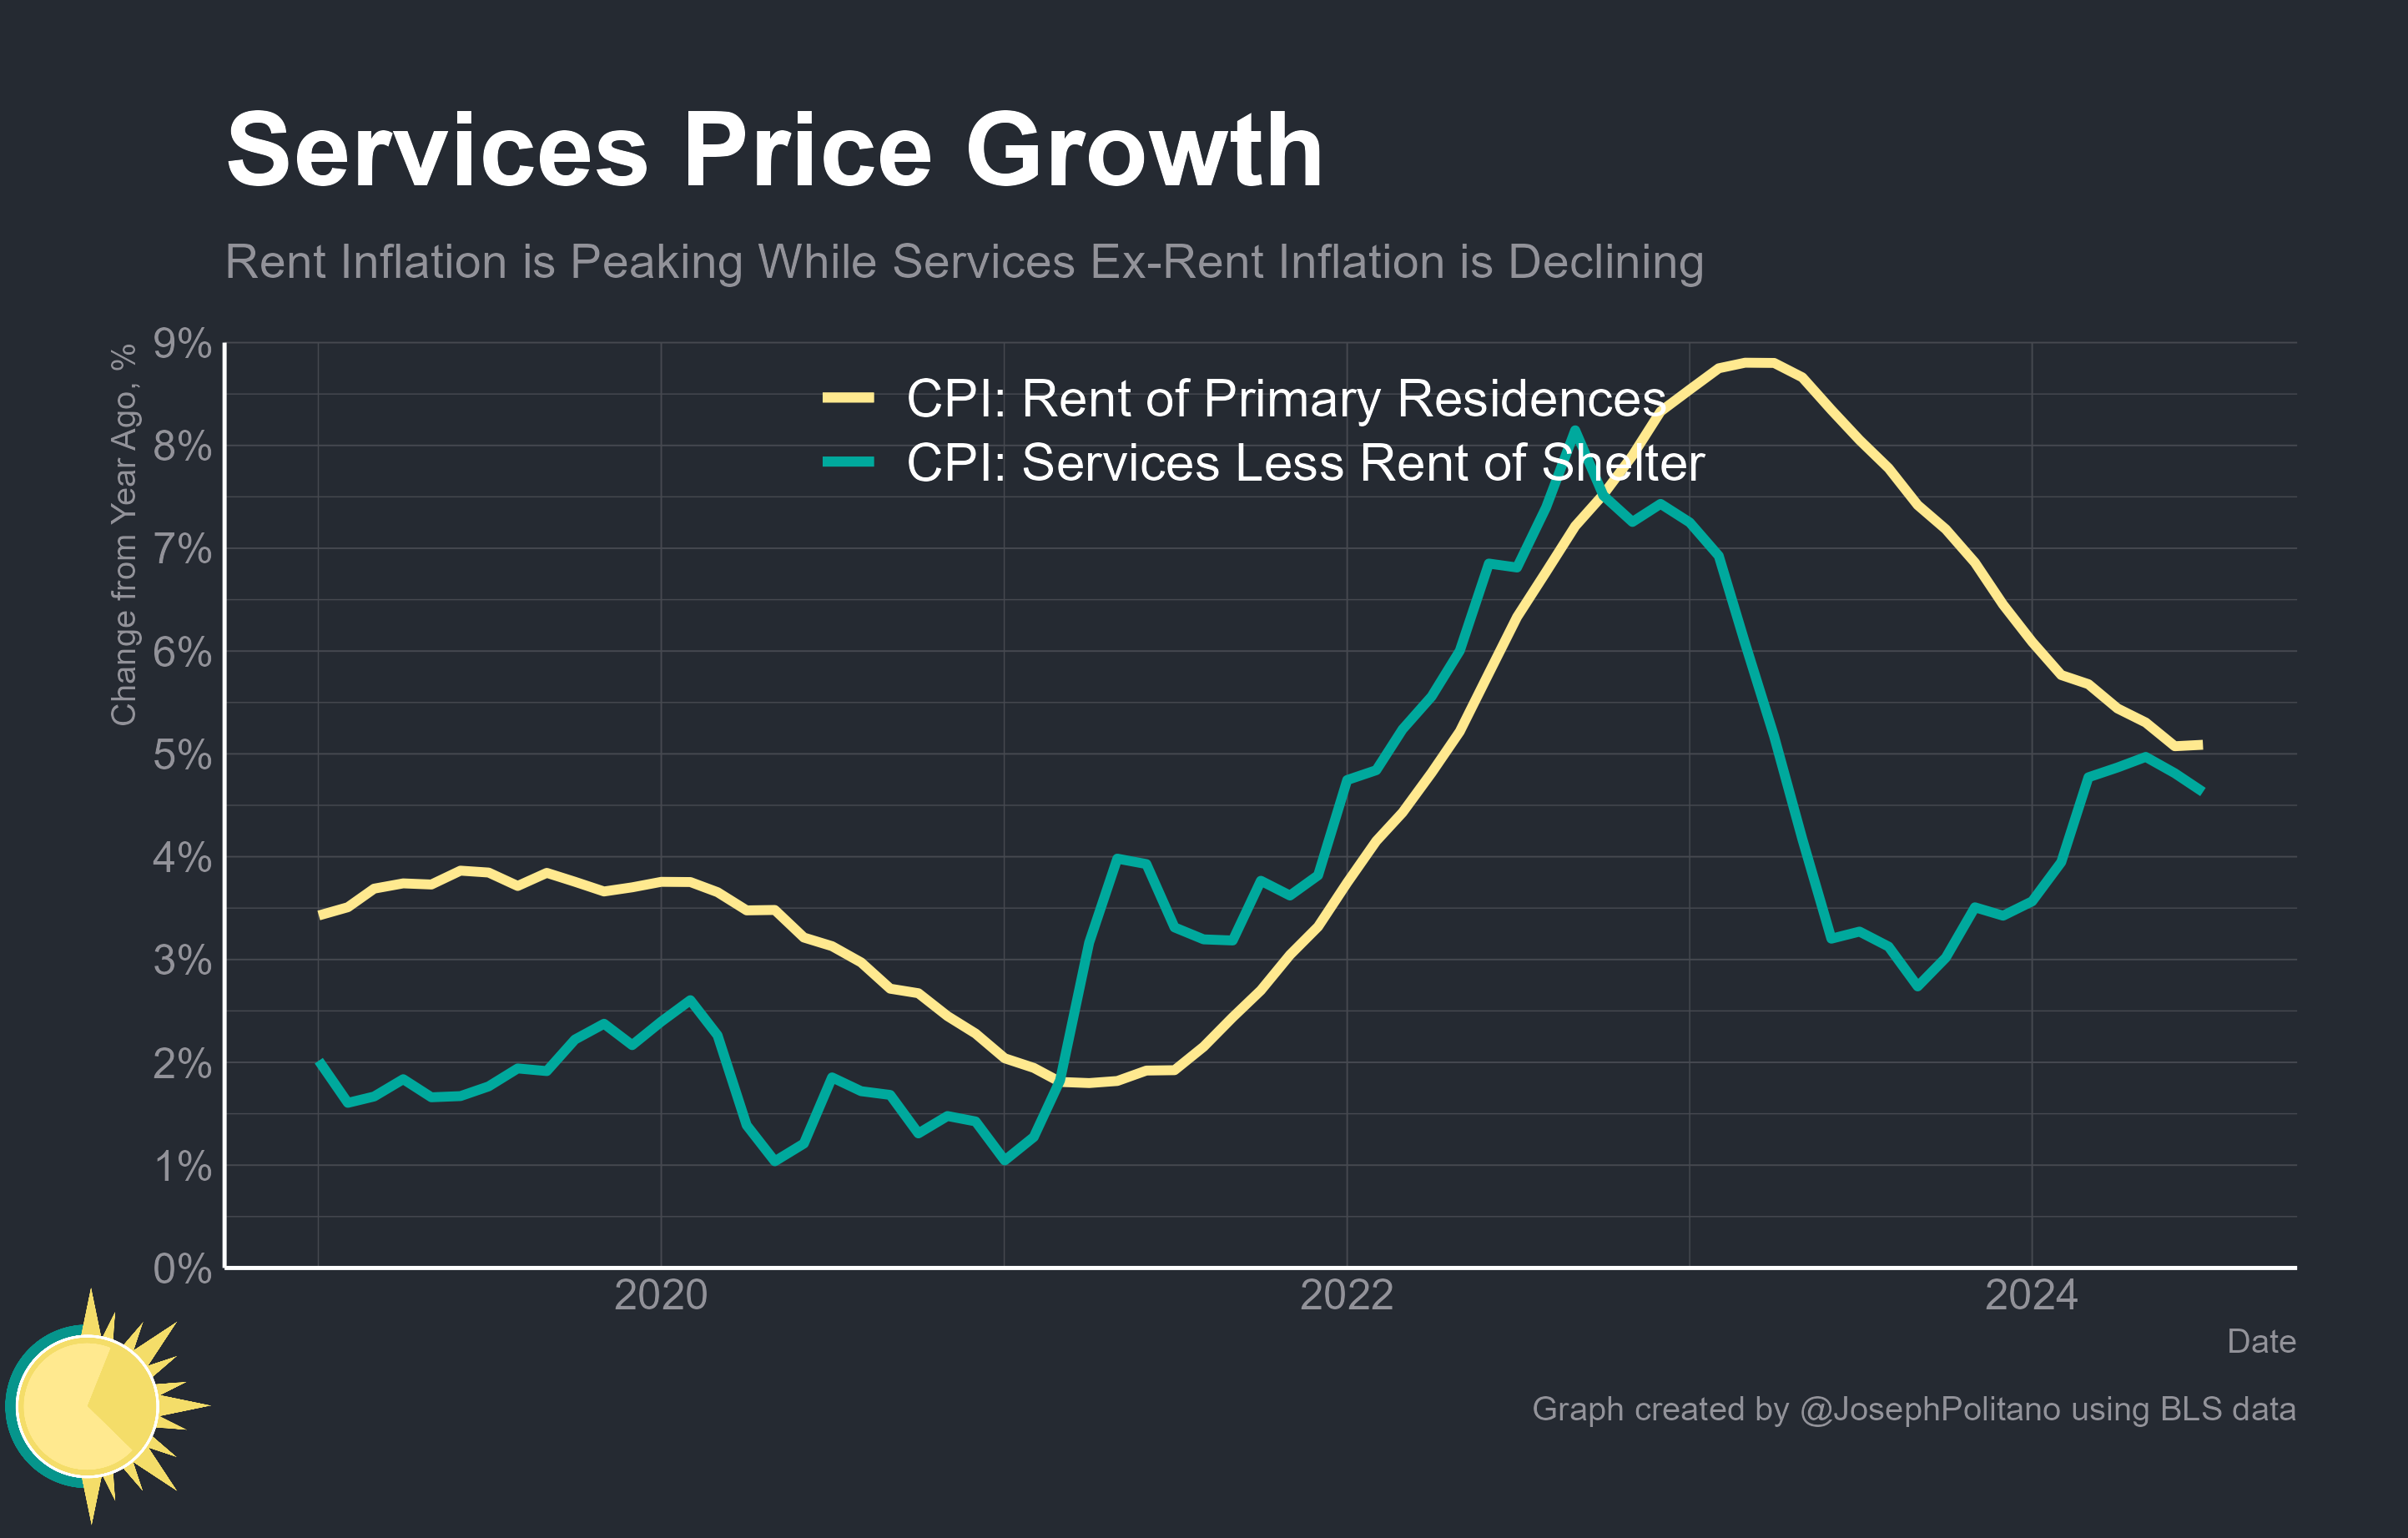 Services Price Growth
Rent Inflation is Peaking While Services Ex-Rent Inflation is Declining
Change from Year Ago, %
9%
8%
7%
6%
5%
4%
3%
2%
1%
0%
CPI: Rent of Primary Residences
CPI: Services Less Rent of Shelter
2020
2022
2024
Date
Graph created by @JosephPolitano using BLS data